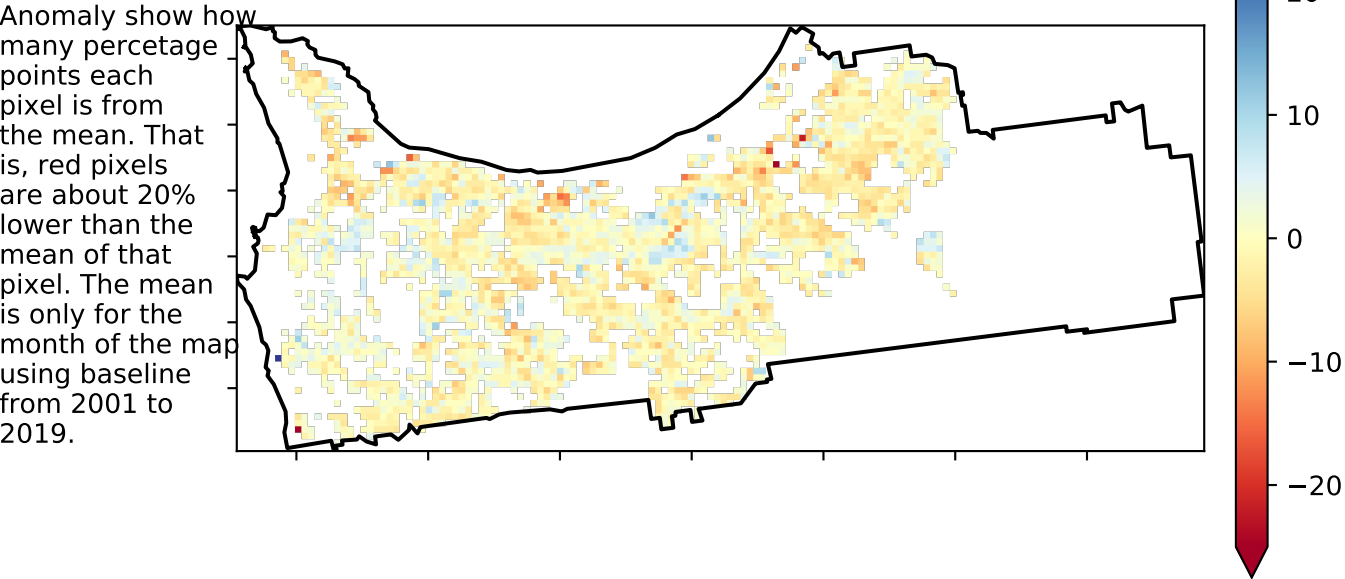 Anomaly show how
many percetage
points each
pixel is from
the mean. That
is, red pixels
are about 20%
lower than the
mean of that
pixel. The mean
is only for the
month of the map
using baseline
from 2001 to
2019.
10
0
−10
−20